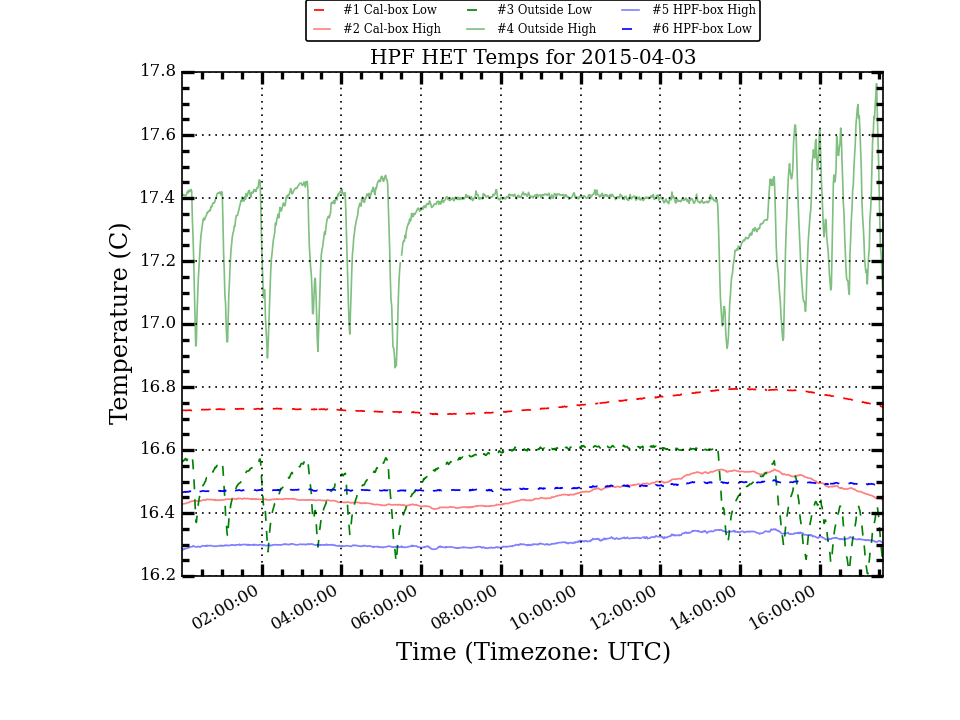 #1 Cal-box Low #3 Outside Low #5 HPF-box High
#2 Cal-box High #4 Outside High #6 HPF-box Low
HPF HET Temps for 2015-04-03
17.8
17.6
17.4
17.2
17.0
16.8
16.6
16.4
16.2
Temperature (C)
02:00:00 04:00:00 06:00:00 08:00:00 10:00:00 12:00:00 14:00:00 16:00:00
Time (Timezone: UTC)